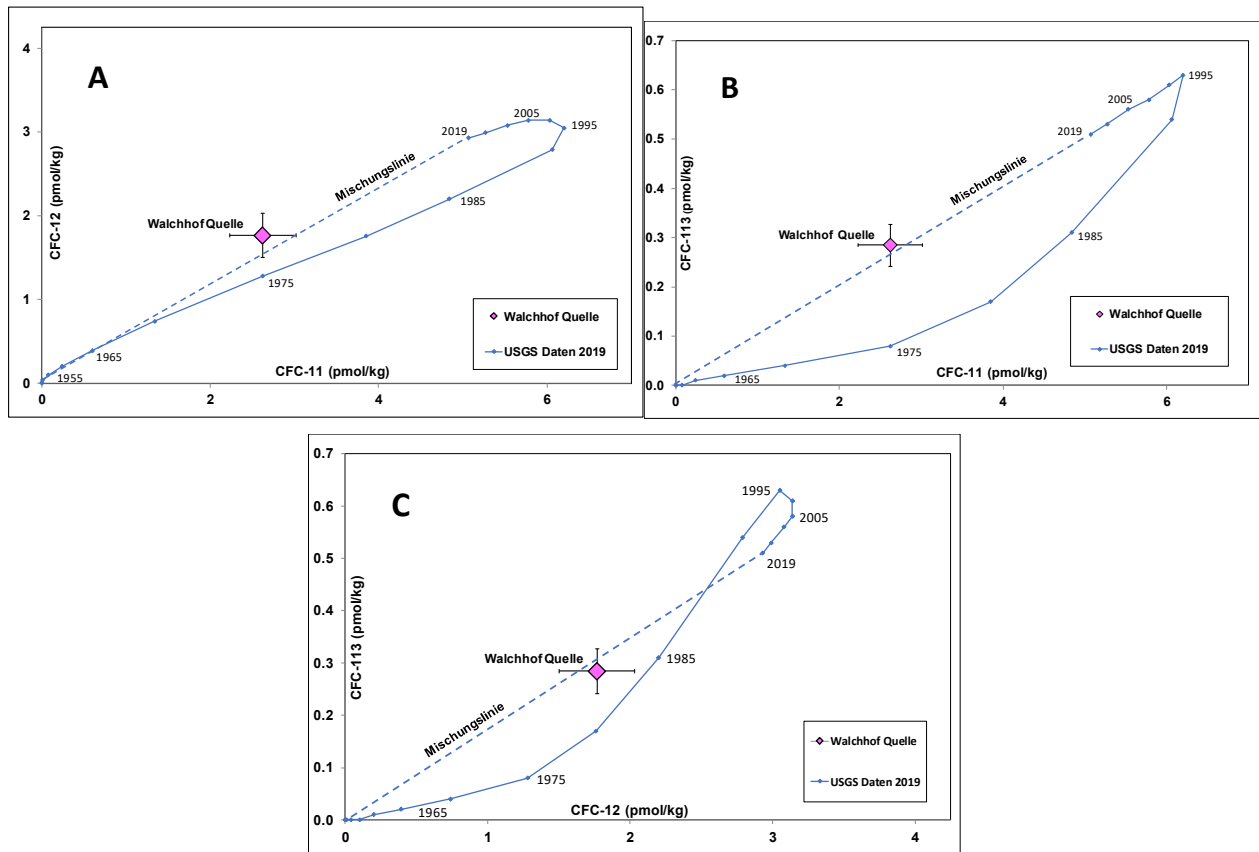 A
CFC-12 (pmol/kg)
4
3
2
1
0
0
2
4
6
CFC-11 (pmol/kg)
1955
1965
1975
1985
1995
2005
2019
Mischungslinie
Walchhof Quelle
Walchhof Quelle
USGS Daten 2019
B
CFC-113 (pmol/kg)
0.7
0.6
0.5
0.4
0.3
0.2
0.1
0.0
0
2
4
6
CFC-11 (pmol/kg)
1965
1975
1985
1995
2005
2019
Mischungslinie
Walchhof Quelle
Walchhof Quelle
USGS Daten 2019
C
CFC-113 (pmol/kg)
0.7
0.6
0.5
0.4
0.3
0.2
0.1
0.0
0
1
2
3
4
CFC-12 (pmol/kg)
1965
1975
1985
1995
2005
2019
Mischungslinie
Walchhof Quelle
Walchhof Quelle
USGS Daten 2019